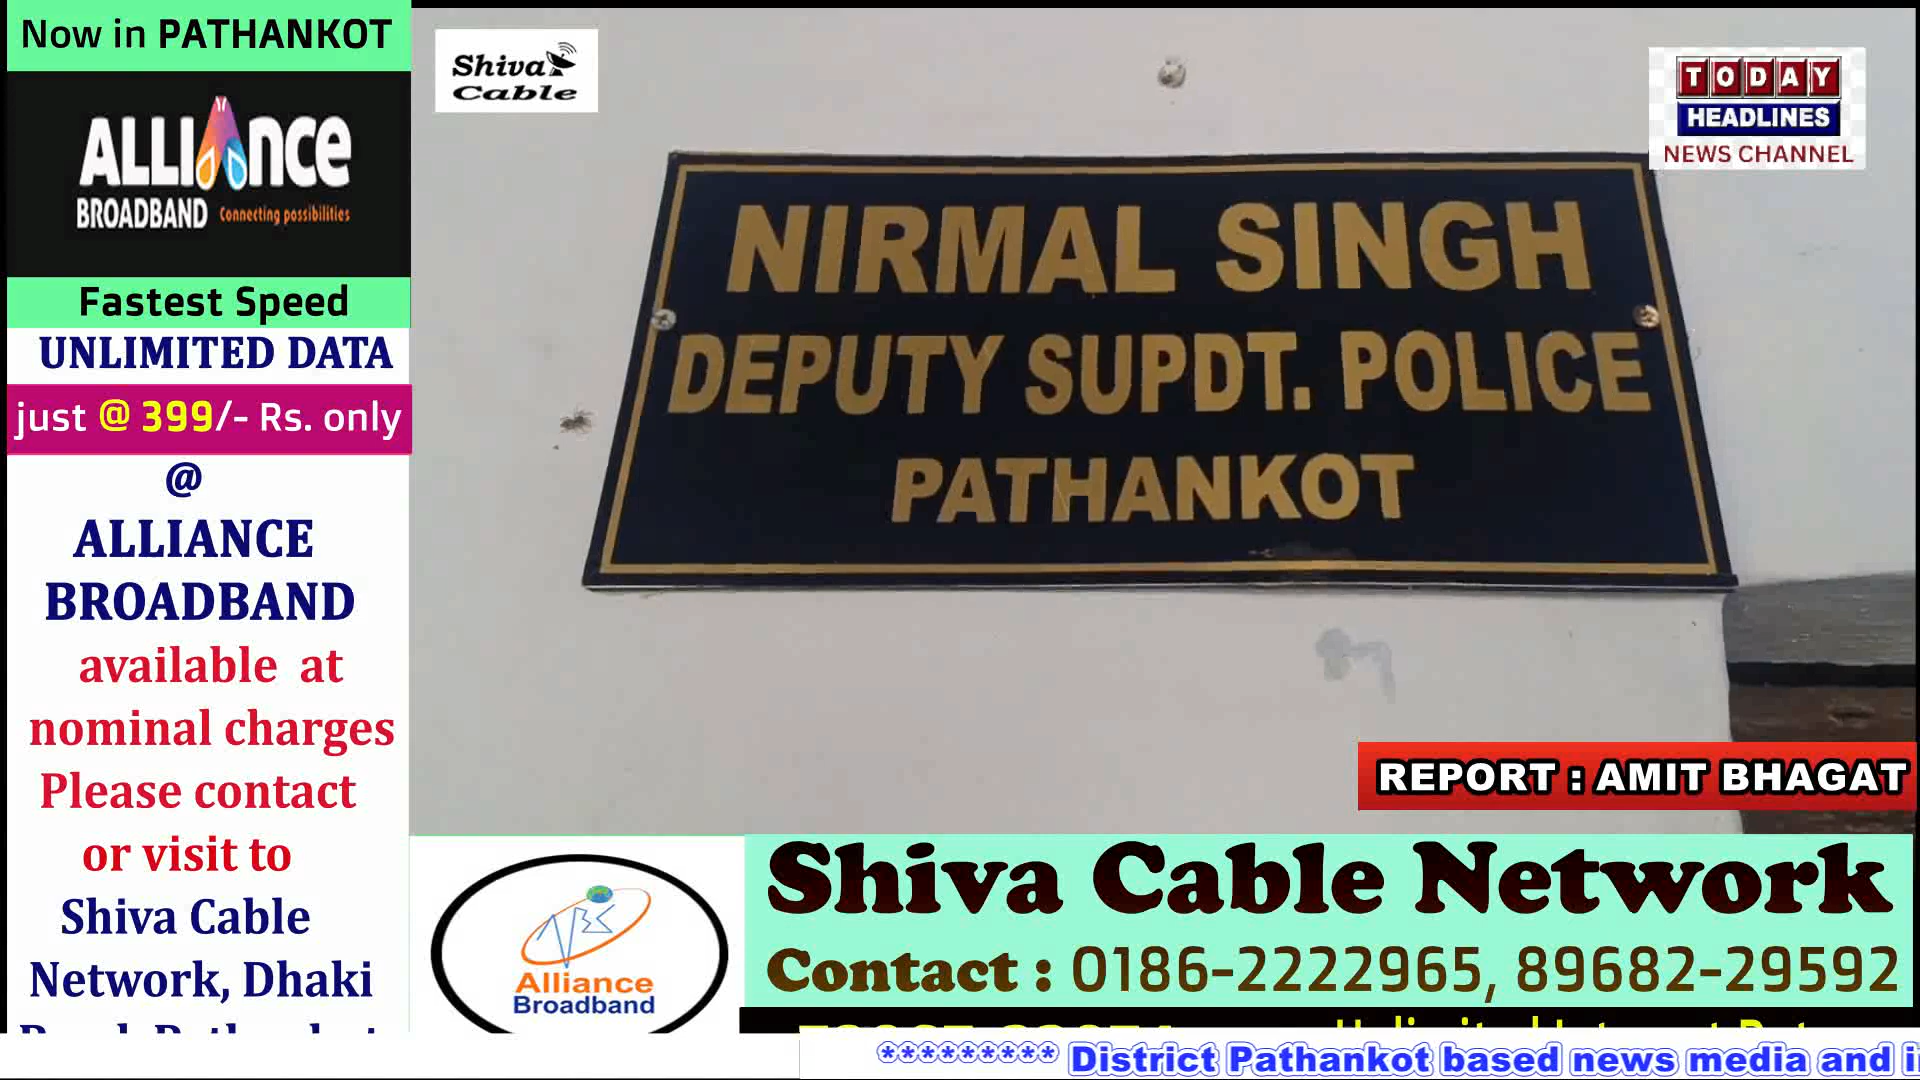 Now in PATHANKOT
ALLIANCE
BROADBAND Connecting possibilities
Fastest Speed
UNLIMITED DATA
just @ 399/- Rs. only
@
ALLIANCE
BROADBAND
available at
nominal charges
Please contact
or visit to
Shiva Cable
Network, Dhaki
Shiva
Cable
TODAY
HEADLINES
NEWS CHANNEL
NIRMAL SINGH
DEPUTY SUPDT. POLICE
PATHANKOT
REPORT : AMIT BHAGAT
Alliance
Broadband
Shiva Cable Network
Contact : 0186-2222965, 89682-29592
********* District Pathankot based news media and